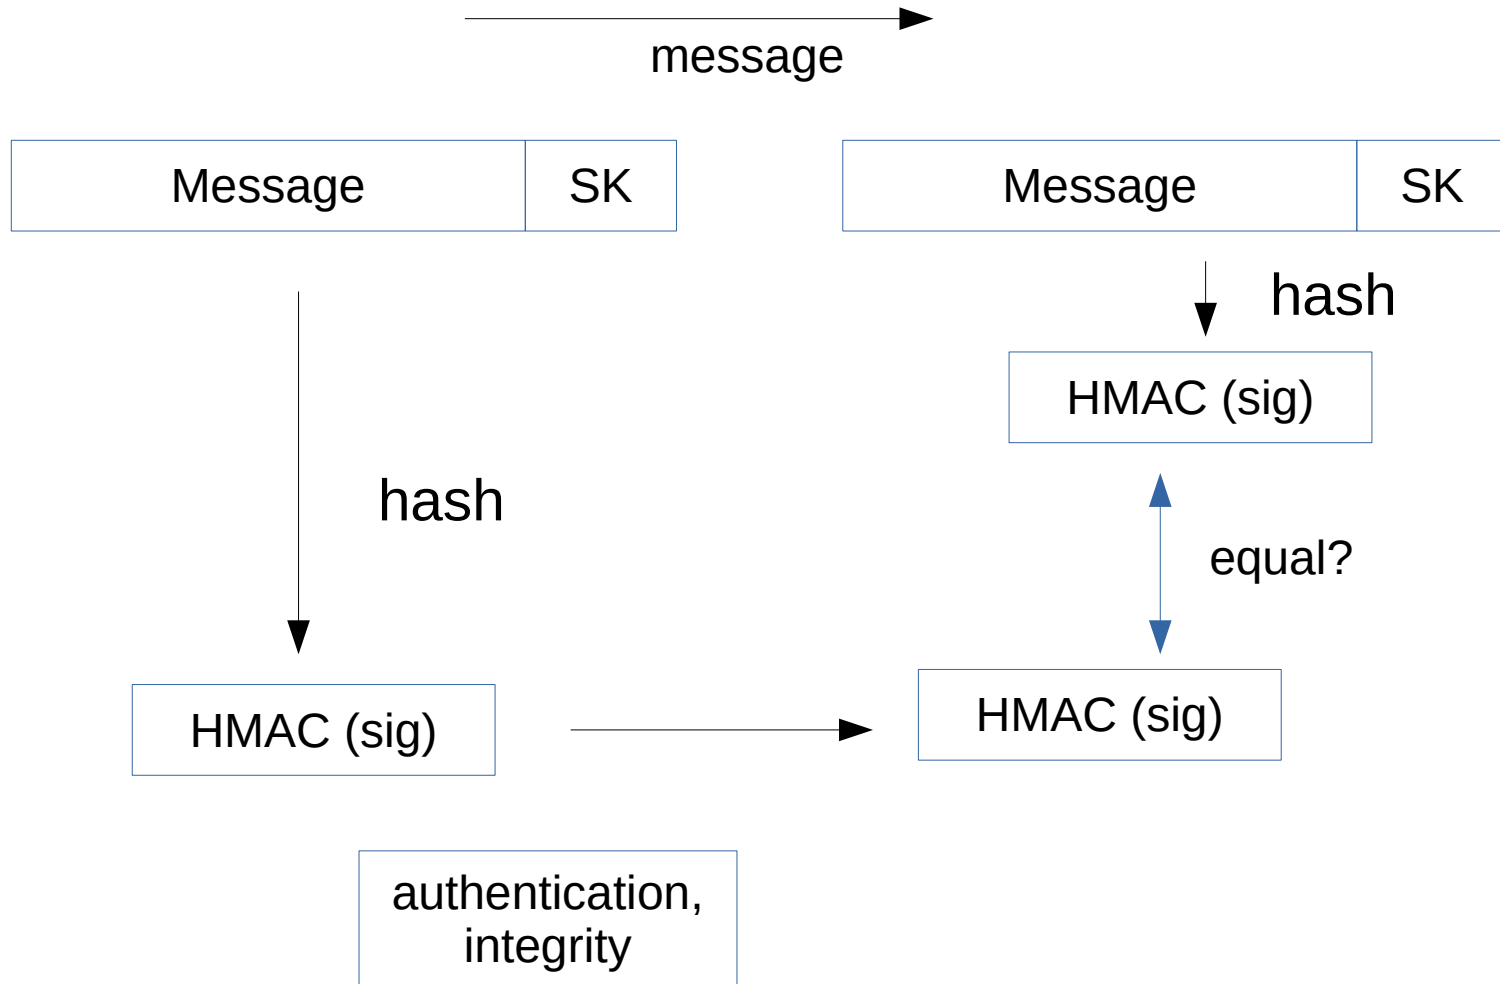 message
Message
SK
Message
SK
hash
HMAC (sig)
hash
equal?
HMAC (sig)
HMAC (sig)
authentication,
integrity